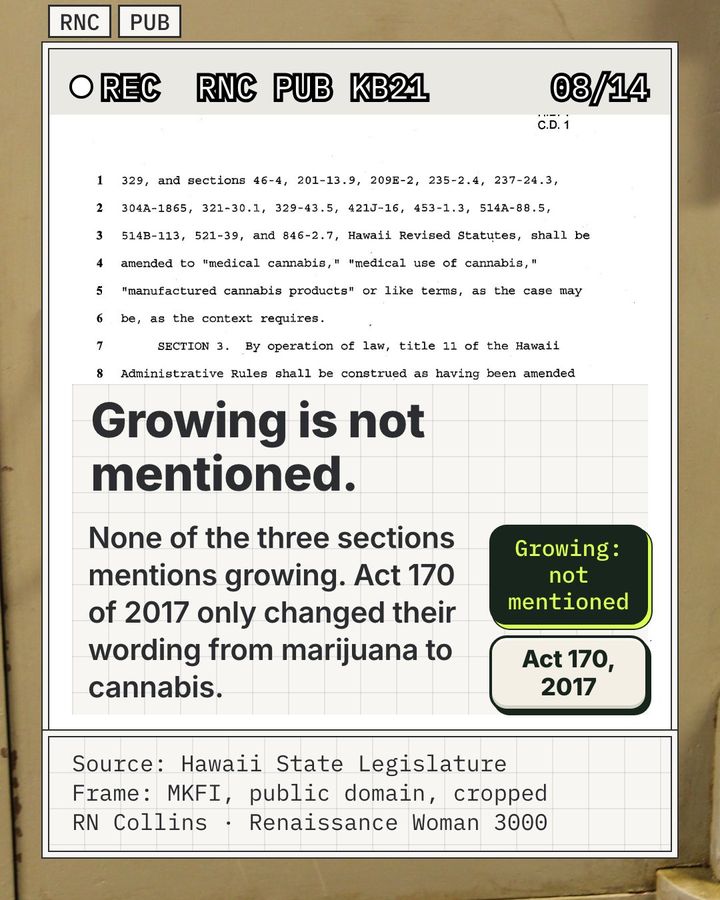 RNC PUB
REC RNC PUB KB21 08/14
C.D. 1
1 329, and sections 46-4, 201-13.9, 209E-2, 235-2.4, 237-24.3,
2 304A-1865, 321-30.1, 329-43.5, 421J-16, 453-1.3, 514A-88.5,
3 514B-113, 521-39, and 846-2.7, Hawaii Revised Statutes, shall be
4 amended to "medical cannabis," "medical use of cannabis,"
5 "manufactured cannabis products" or like terms, as the case may
6 be, as the context requires.
7 SECTION 3. By operation of law, title 11 of the Hawaii
8 Administrative Rules shall be construed as having been amended
Growing is not
mentioned.
None of the three sections
mentions growing. Act 170
of 2017 only changed their
wording from marijuana to
cannabis.
Growing:
not
mentioned
Act 170,
2017
Source: Hawaii State Legislature
Frame: MKFI, public domain, cropped
RN Collins · Renaissance Woman 3000